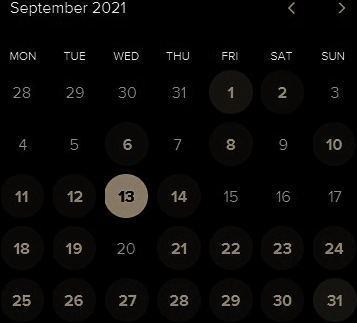 September 2021
MON TUE WED THU FRI SAT SUN
28 29 30 31 1 2 3
4 5 6 7 8 9 10
11 12 13 14 15 16 17
18 19 20 21 22 23 24
25 26 27 28 29 30 31